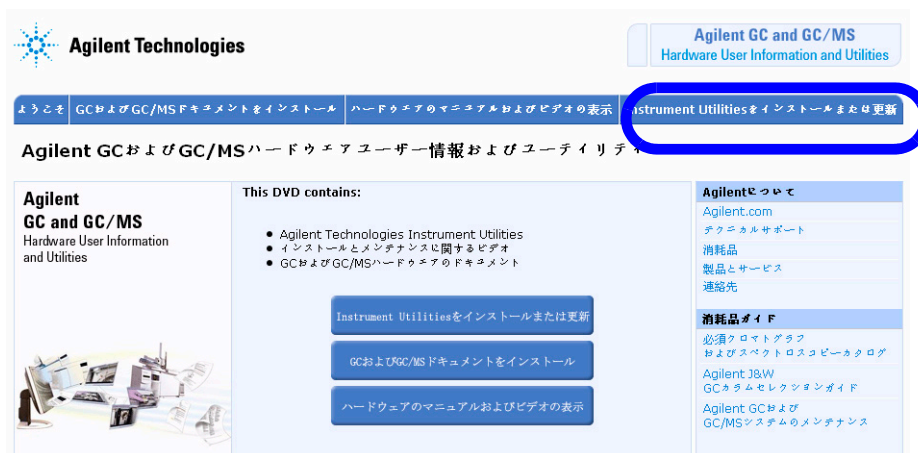 Agilent Technologies
Agilent GC and GC/MS
Hardware User Information and Utilities
ようこそ GCおよびGC/MSドキュメントをインストール ハードウェアのマニュアルおよびビデオの表示 Instrument Utilitiesをインストールまたは更新
Agilent GCおよびGC/MSハードウェアユーザー情報およびユーティリティ
Agilent
GC and GC/MS
Hardware User Information
and Utilities
This DVD contains:
● Agilent Technologies Instrument Utilities
● インストールとメンテナンスに関するビデオ
● GCおよびGC/MSハードウェアのドキュメント
Instrument Utilitiesをインストールまたは更新
GCおよびGC/MSドキュメントをインストール
ハードウェアのマニュアルおよびビデオの表示
Agilentについて
Agilent.com
テクニカルサポート
消耗品
製品とサービス
連絡先
消耗品ガイド
必須クロマトグラフ
およびスペクトロスコピーカタログ
Agilent J&W
GCカラムセレクションガイド
Agilent GCおよび
GC/MSシステムのメンテナンス